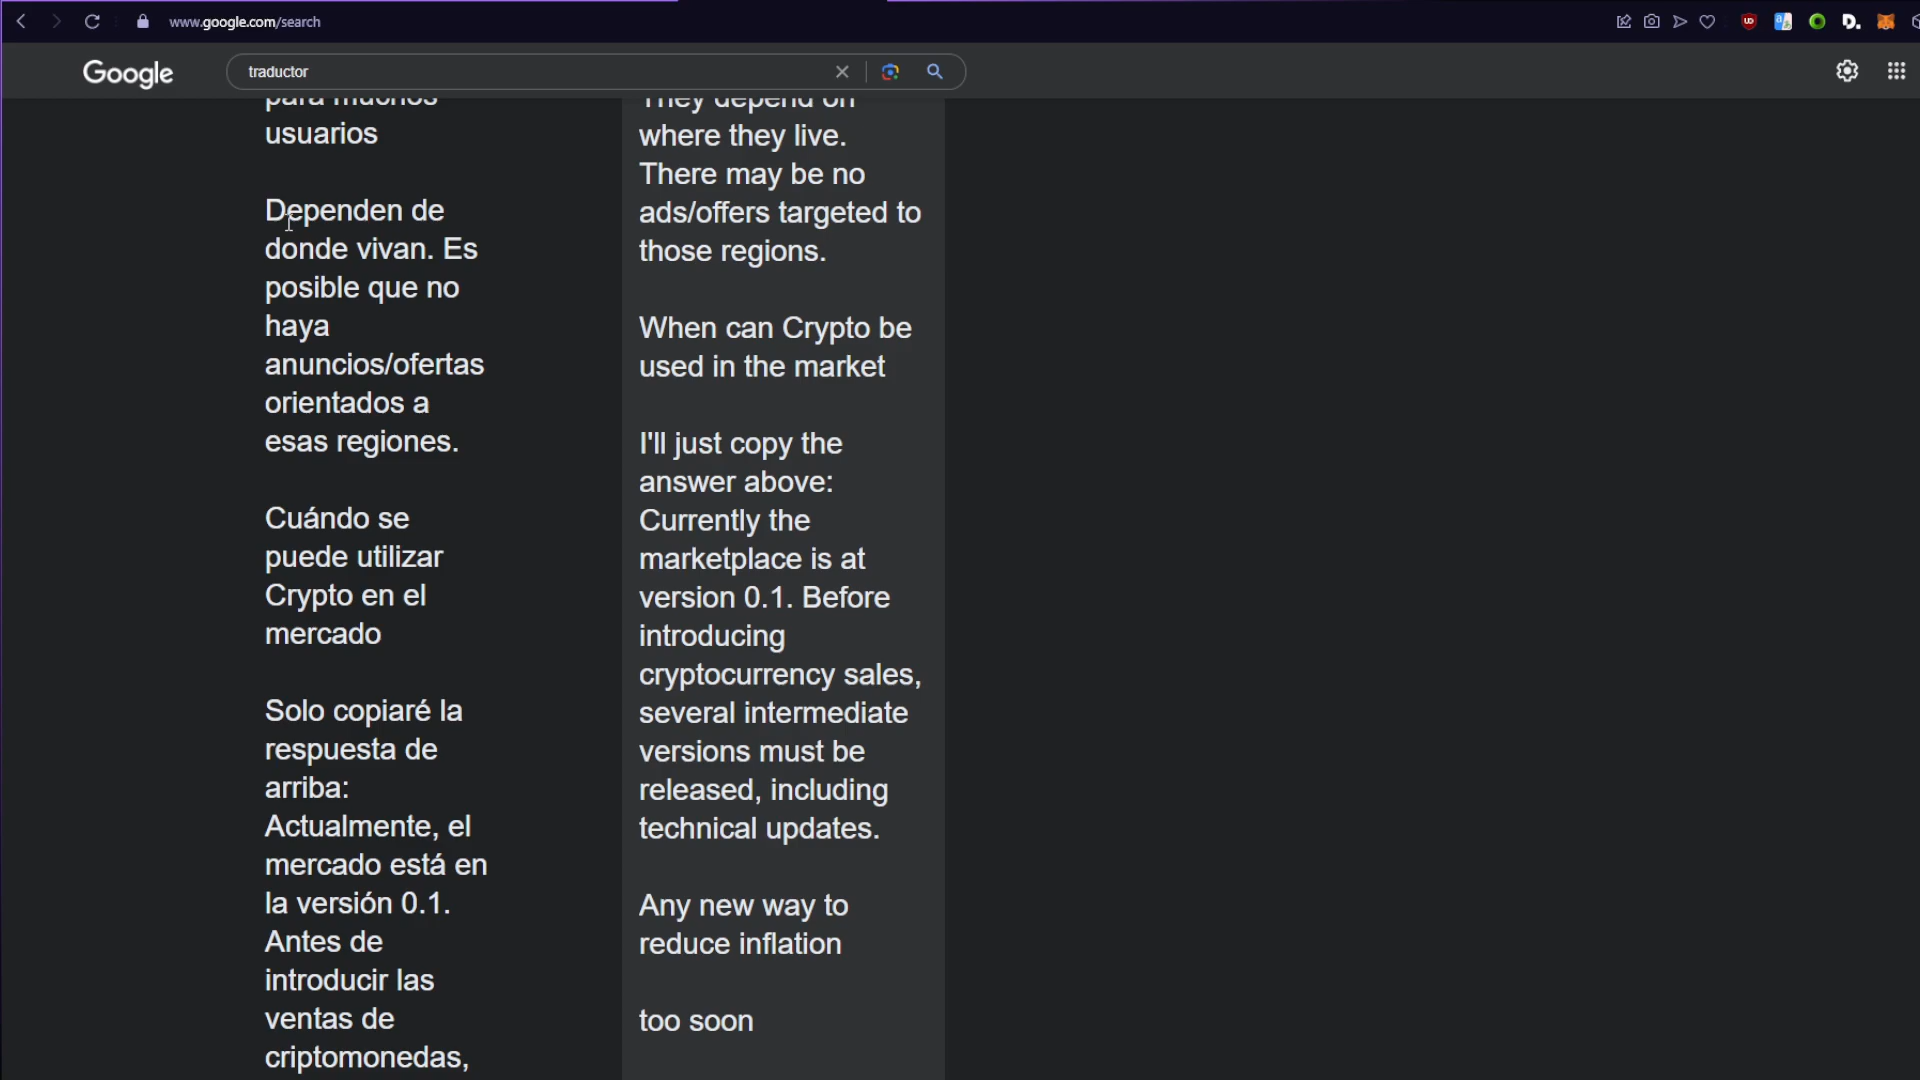 www.google.com/search
Google
traductor
para muchos
usuarios
Dependen de
donde vivan. Es
posible que no
haya
anuncios/ofertas
orientados a
esas regiones.
Cuándo se
puede utilizar
Crypto en el
mercado
Solo copiaré la
respuesta de
arriba:
Actualmente, el
mercado está en
la versión 0.1.
Antes de
introducir las
ventas de
criptomonedas,
They depend on
where they live.
There may be no
ads/offers targeted to
those regions.
When can Crypto be
used in the market
I'll just copy the
answer above:
Currently the
marketplace is at
version 0.1. Before
introducing
cryptocurrency sales,
several intermediate
versions must be
released, including
technical updates.
Any new way to
reduce inflation
too soon